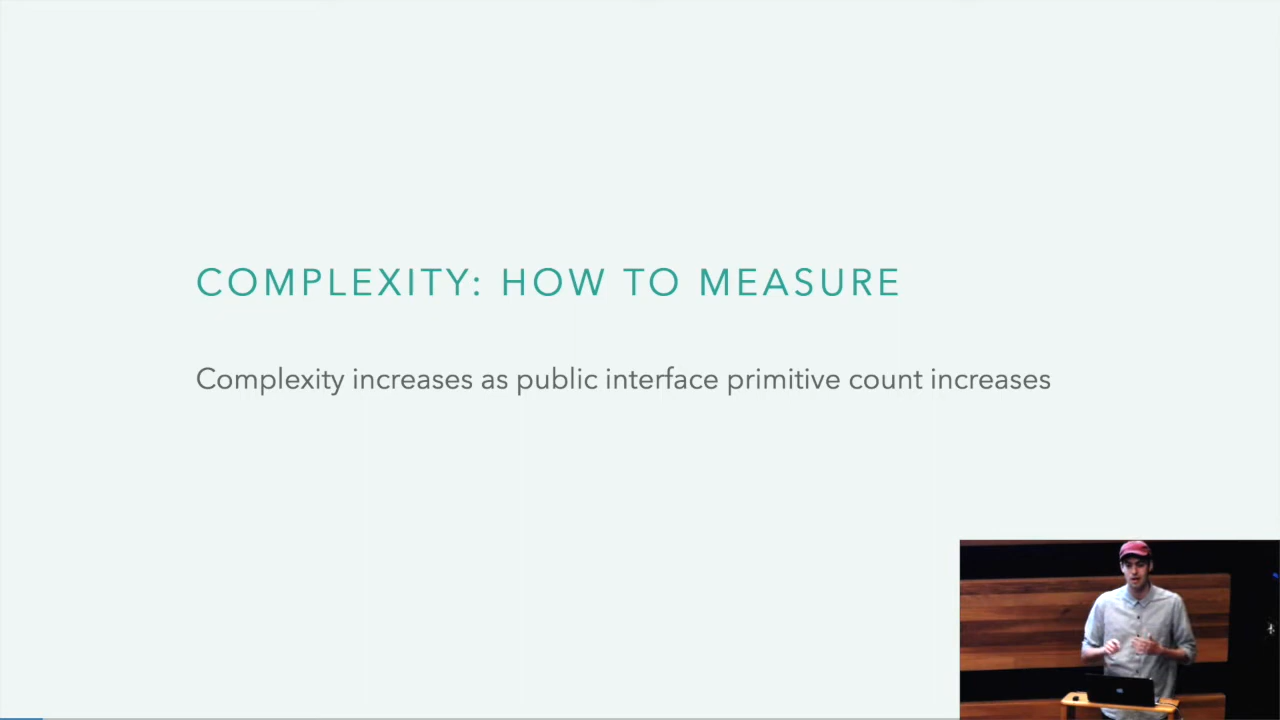 COMPLEXITY: HOW TO MEASURE
Complexity increases as public interface primitive count increases